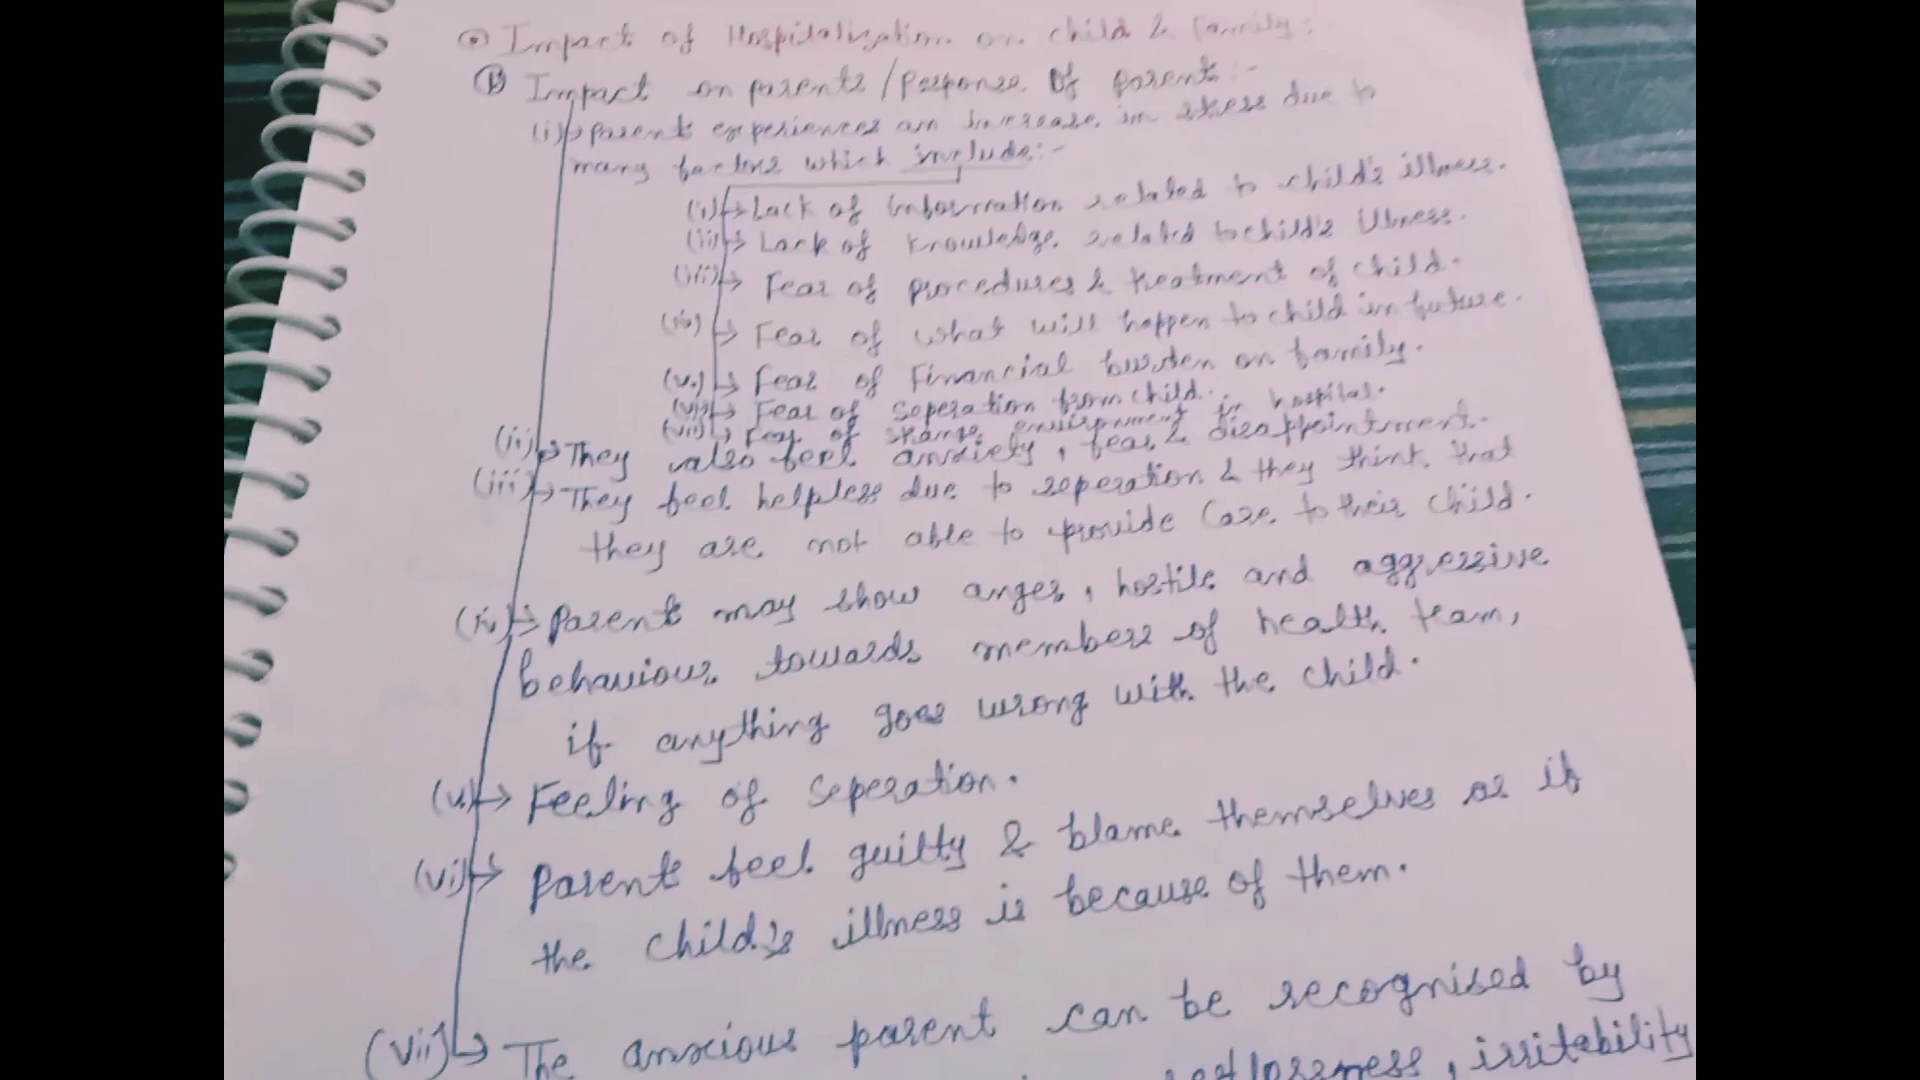 Impact of Hospitalization on child & Family:
(b) Impact on parents / Response of parent:-
(i)→ Parents experiences an increase in stress due to
many factors which include:-
(i)→ Lack of information related to child's illness.
(ii)→ Lack of knowledge related to child's illness.
(iii)→ Fear of procedures & treatment of child.
(iv)→ Fear of what will happen to child in future.
(v.)→ Fear of Financial burden on family.
(vi)→ Fear of seperation from child.
(vii)→ Fear of strange environment in hospital.
(ii)→ They also feel anxiety, fear & disappointment.
(iii)→ They feel helpless due to seperation & they think that
they are not able to provide care to their child.
(iv)→ Parents may show anger, hostile and aggressive
behaviour towards members of health team,
if anything goes wrong with the child.
(v)→ Feeling of seperation.
(vi)→ Parents feel guilty & blame themselves as if
the child's illness is because of them.
(vii)→ The anxious parent can be recognised by
restlessness, irritability